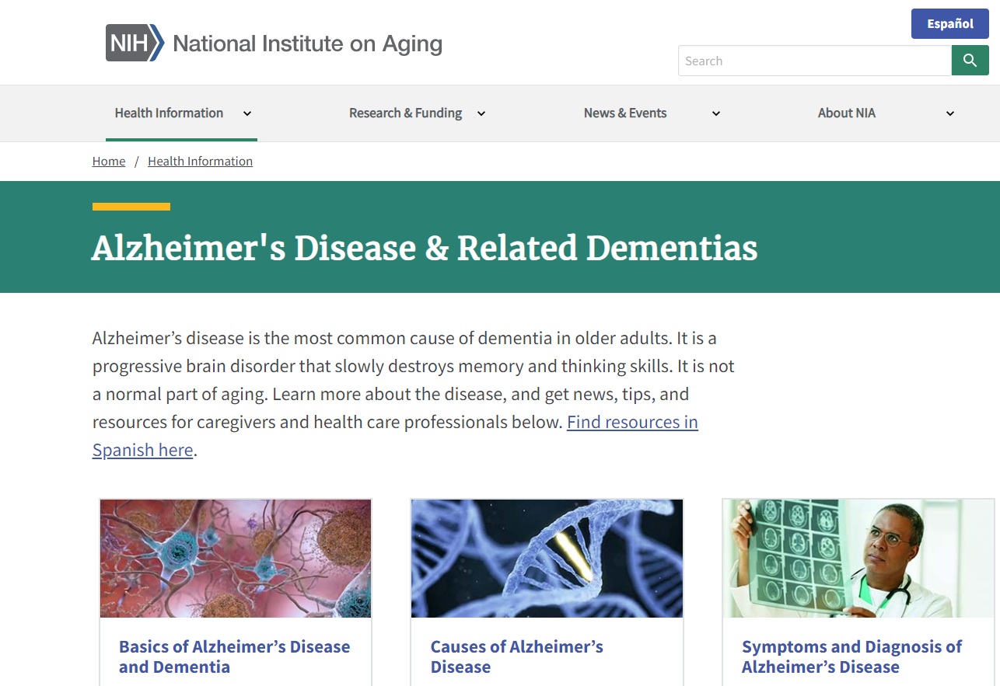 NIH National Institute on Aging
Español
Search
Health Information
Research & Funding
News & Events
About NIA
Home / Health Information
Alzheimer's Disease & Related Dementias
Alzheimer’s disease is the most common cause of dementia in older adults. It is a
progressive brain disorder that slowly destroys memory and thinking skills. It is not
a normal part of aging. Learn more about the disease, and get news, tips, and
resources for caregivers and health care professionals below. Find resources in
Spanish here.
Basics of Alzheimer’s Disease
and Dementia
Causes of Alzheimer’s
Disease
Symptoms and Diagnosis of
Alzheimer’s Disease